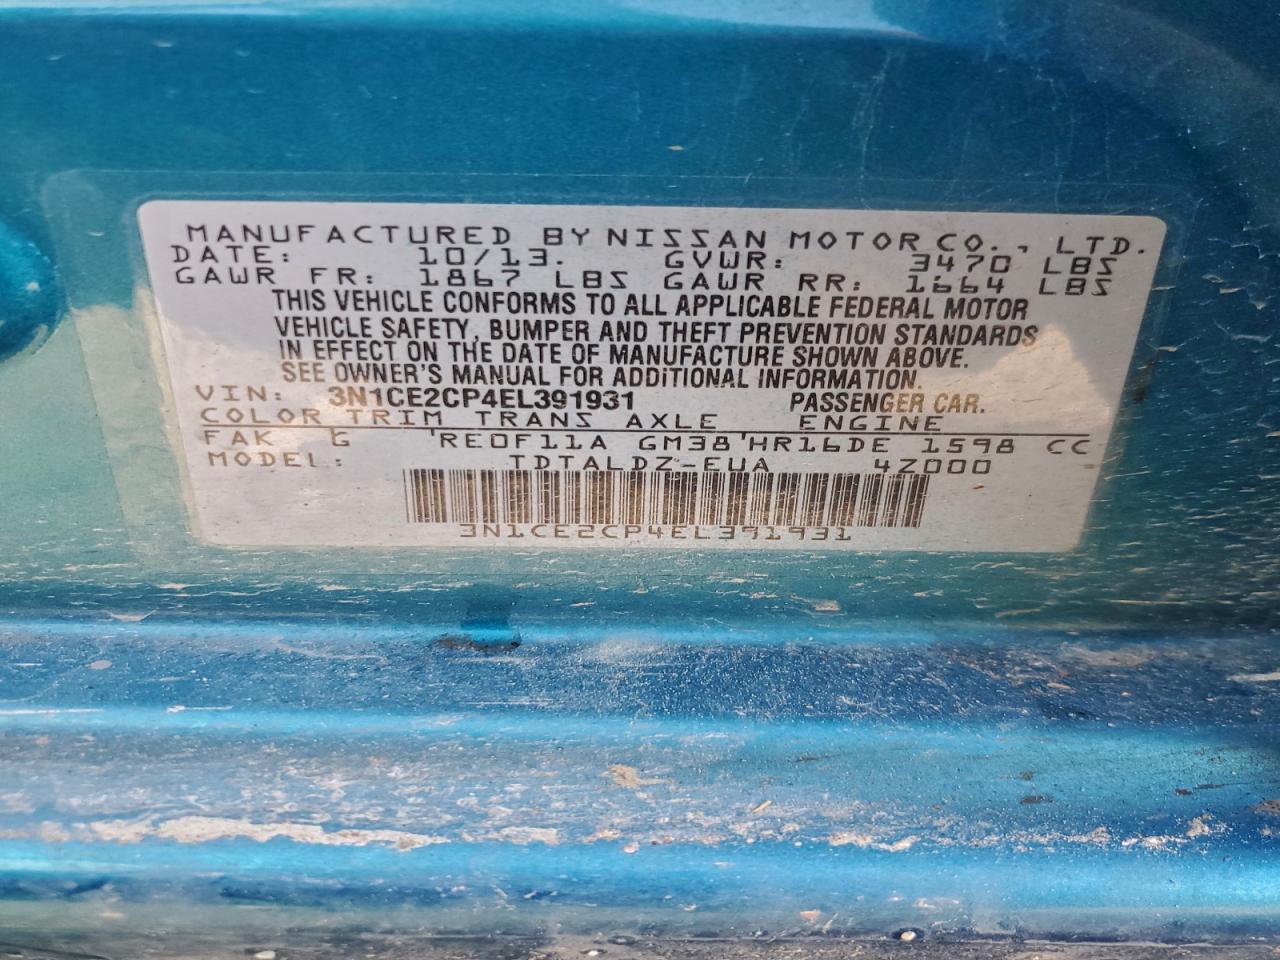 MANUFACTURED BY NISSAN MOTOR CO., LTD.
DATE: 10/13. GVWR: 3470 LBS
GAWR FR: 1867 LBS GAWR RR: 1664 LBS
THIS VEHICLE CONFORMS TO ALL APPLICABLE FEDERAL MOTOR
VEHICLE SAFETY, BUMPER AND THEFT PREVENTION STANDARDS
IN EFFECT ON THE DATE OF MANUFACTURE SHOWN ABOVE.
SEE OWNER'S MANUAL FOR ADDITIONAL INFORMATION.
VIN: 3N1CE2CP4EL391931 PASSENGER CAR.
COLOR TRIM TRANS AXLE ENGINE
FAK G 'RE0F11A GM38'HR16DE 1598 CC
MODEL: TDTALDZ-EUA 4Z000
3N1CE2CP4EL391931